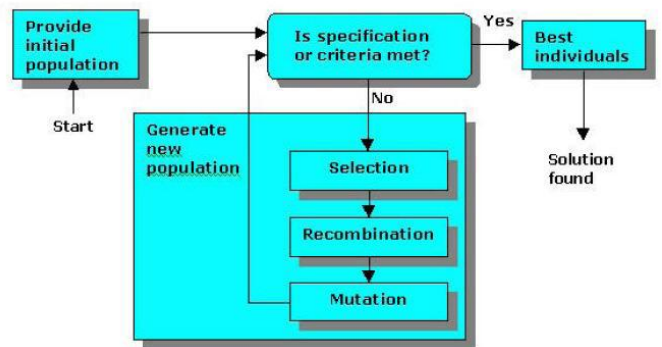 Provide
initial
population
Start
Is specification
or criteria met?
Yes
Best
individuals
Solution
found
No
Generate
new
population
Selection
Recombination
Mutation